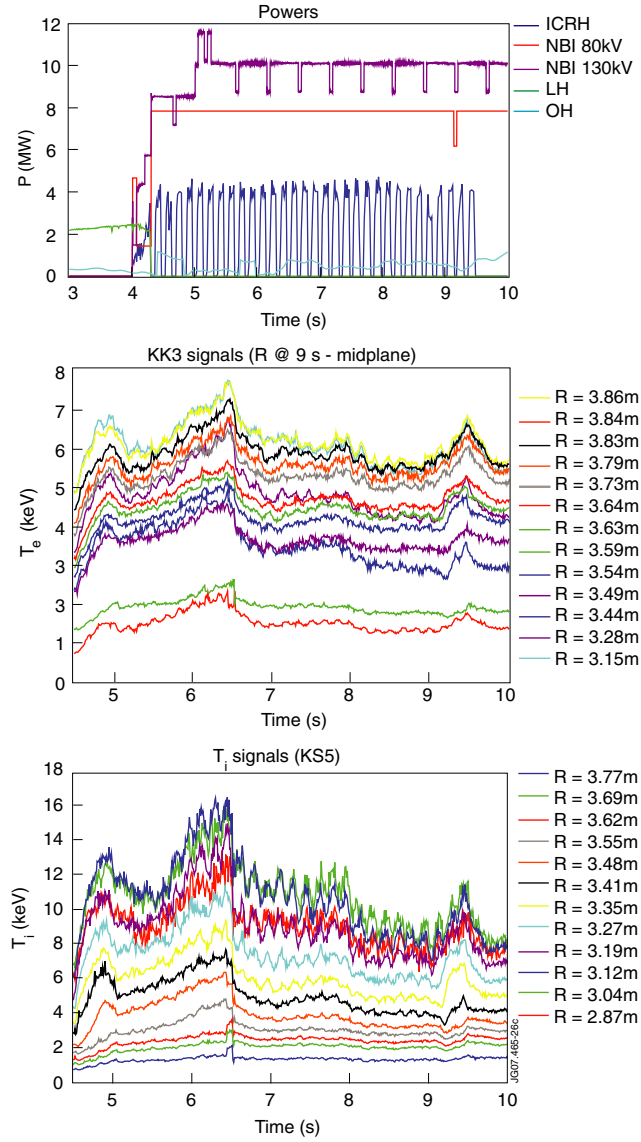 Powers
12
10
8
6
4
2
0
P (MW)
3 4 5 6 7 8 9 10
Time (s)
ICRH
NBI 80kV
NBI 130kV
LH
OH
KK3 signals (R @ 9 s - midplane)
8
7
6
5
4
3
3
1
0
T_e (keV)
5 6 7 8 9 10
Time (s)
R = 3.86m
R = 3.84m
R = 3.83m
R = 3.79m
R = 3.73m
R = 3.64m
R = 3.63m
R = 3.59m
R = 3.54m
R = 3.49m
R = 3.44m
R = 3.28m
R = 3.15m
T_i signals (KS5)
18
16
14
12
10
8
6
4
2
0
T_i (keV)
5 6 7 8 9 10
Time (s)
R = 3.77m
R = 3.69m
R = 3.62m
R = 3.55m
R = 3.48m
R = 3.41m
R = 3.35m
R = 3.27m
R = 3.19m
R = 3.12m
R = 3.04m
R = 2.87m
JG07.465-26c